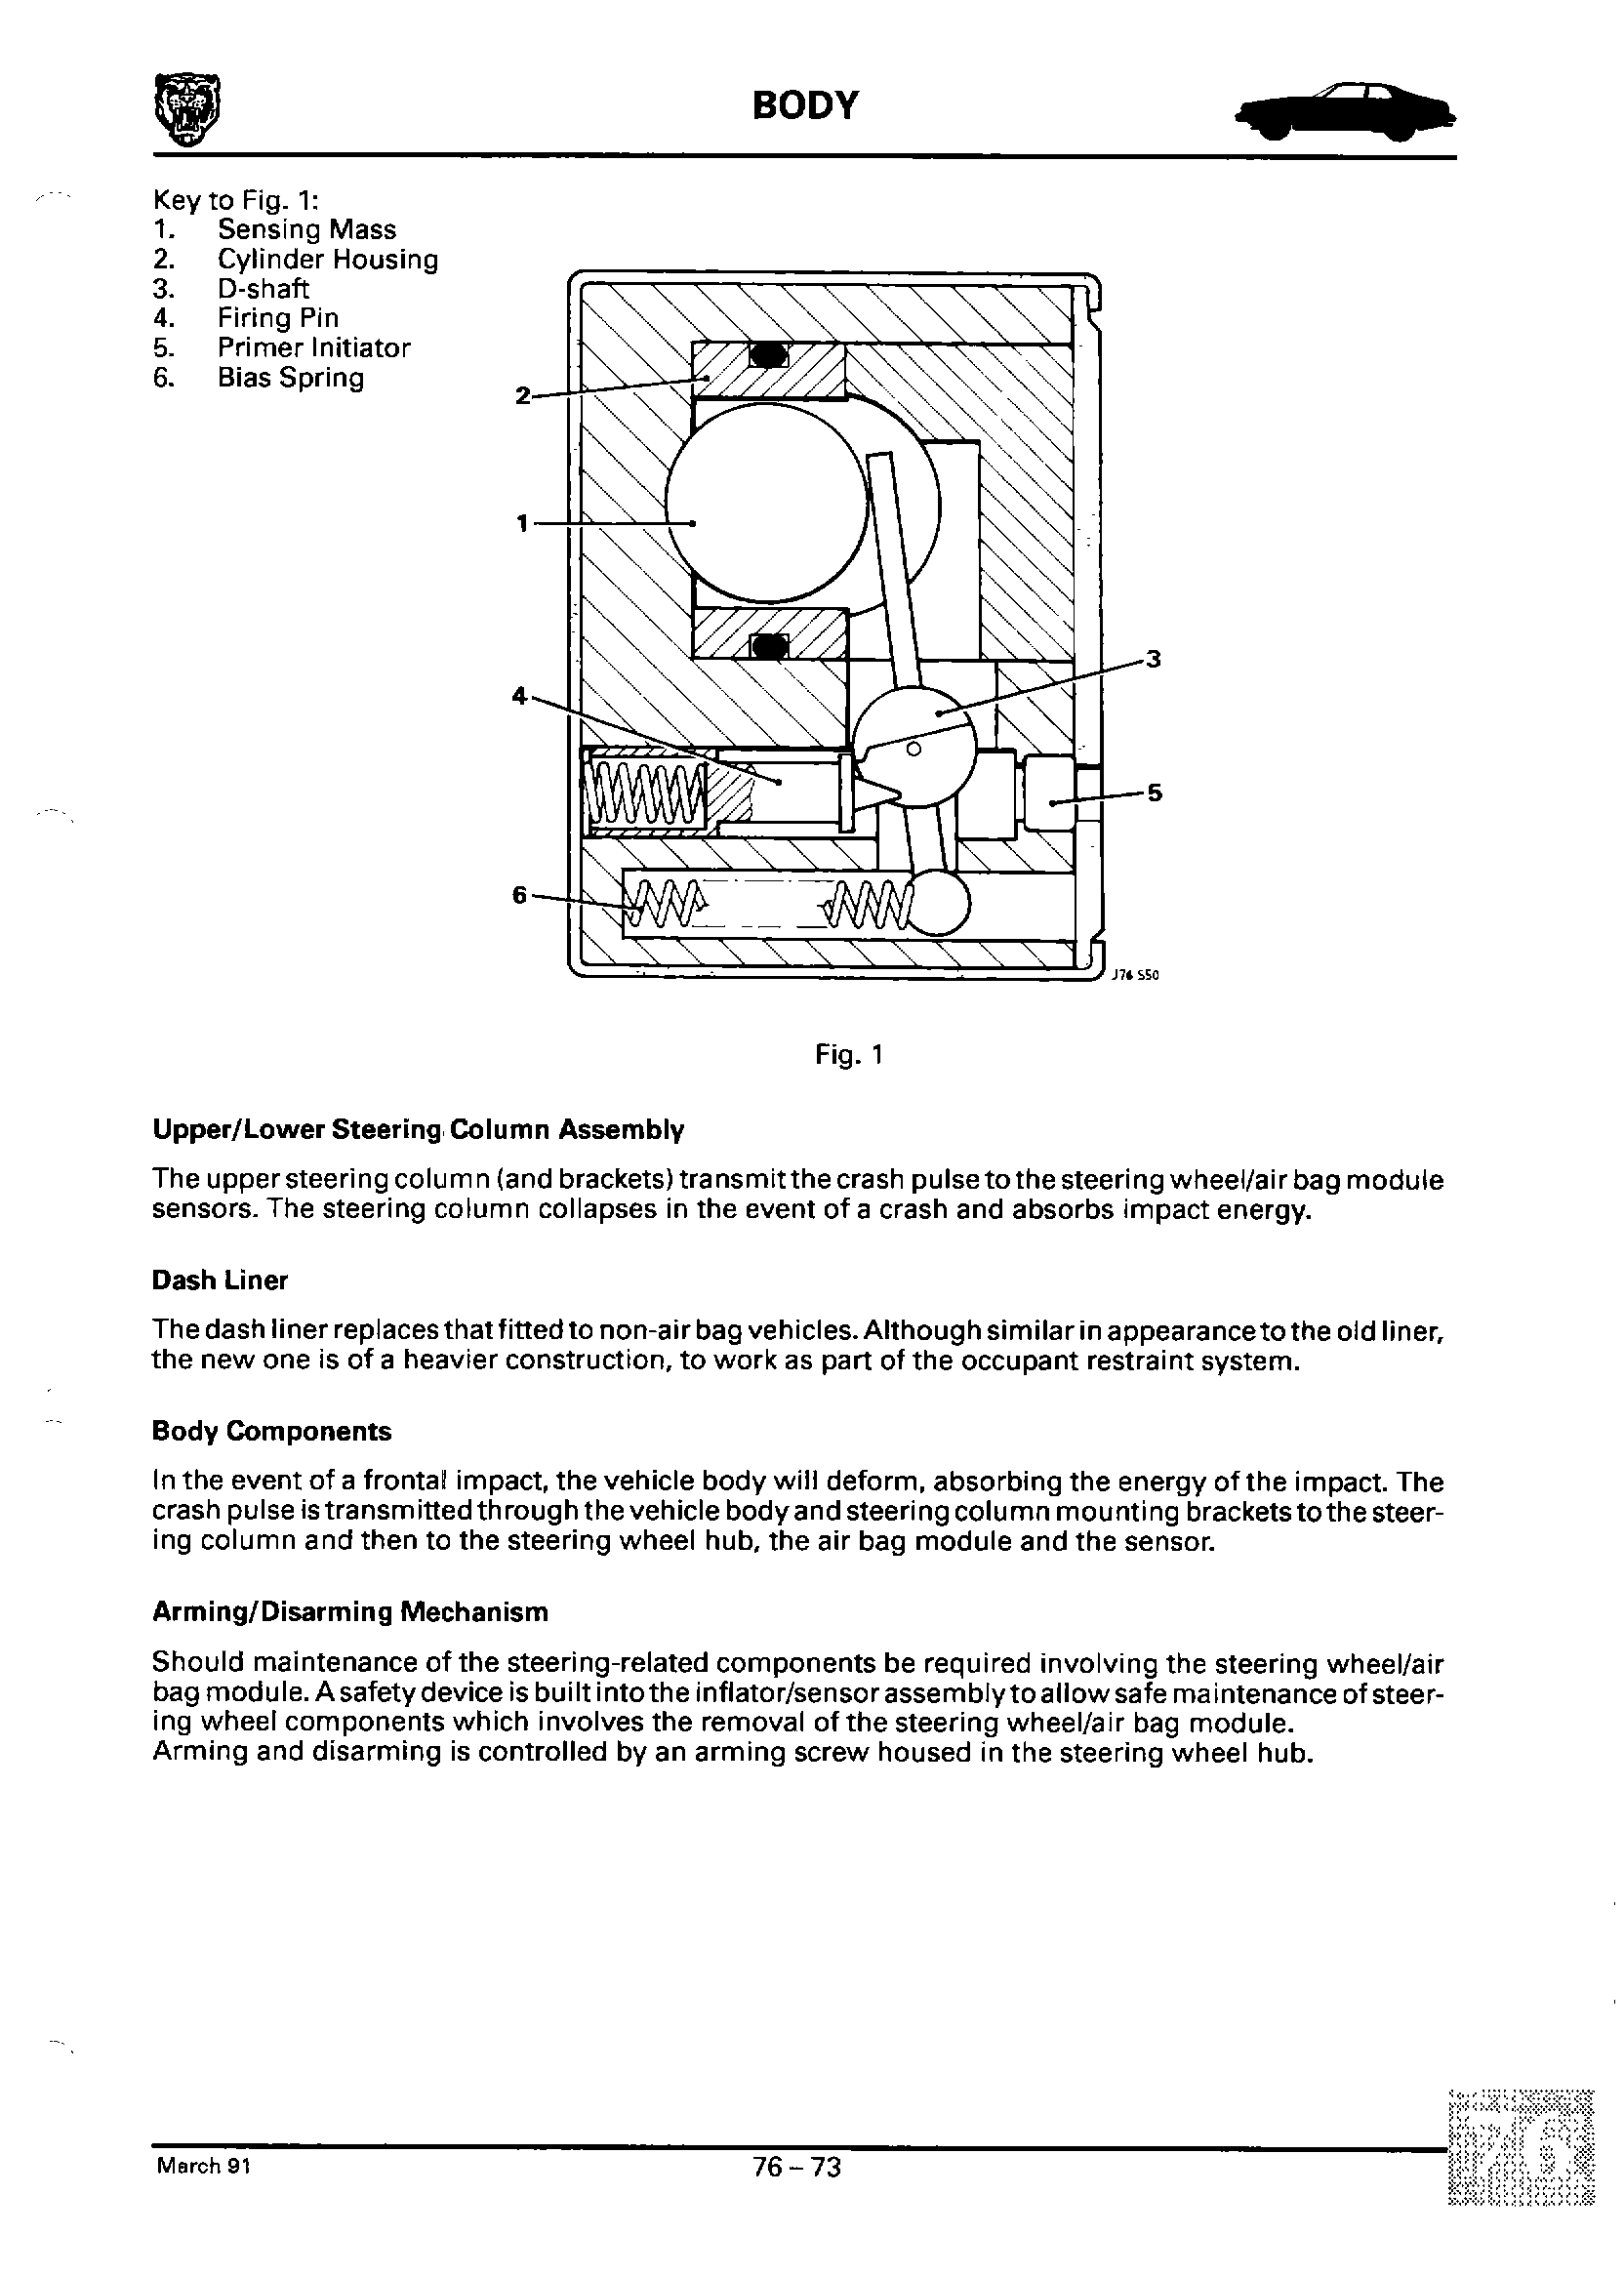 BODY
Key to Fig. 1:
1. Sensing Mass
2. Cylinder Housing
3. D-shaft
4. Firing Pin
5. Primer Initiator
6. Bias Spring
2
1
3
4
5
6
J76 S50
Fig. 1
Upper/Lower Steering Column Assembly
The upper steering column (and brackets) transmit the crash pulse to the steering wheel/air bag module
sensors. The steering column collapses in the event of a crash and absorbs impact energy.
Dash Liner
The dash liner replaces that fitted to non-air bag vehicles. Although similar in appearance to the old liner,
the new one is of a heavier construction, to work as part of the occupant restraint system.
Body Components
In the event of a frontal impact, the vehicle body will deform, absorbing the energy of the impact. The
crash pulse is transmitted through the vehicle body and steering column mounting brackets to the steer-
ing column and then to the steering wheel hub, the air bag module and the sensor.
Arming/Disarming Mechanism
Should maintenance of the steering-related components be required involving the steering wheel/air
bag module. A safety device is built into the inflator/sensor assembly to allow safe maintenance of steer-
ing wheel components which involves the removal of the steering wheel/air bag module.
Arming and disarming is controlled by an arming screw housed in the steering wheel hub.
March 91
76 – 73
76